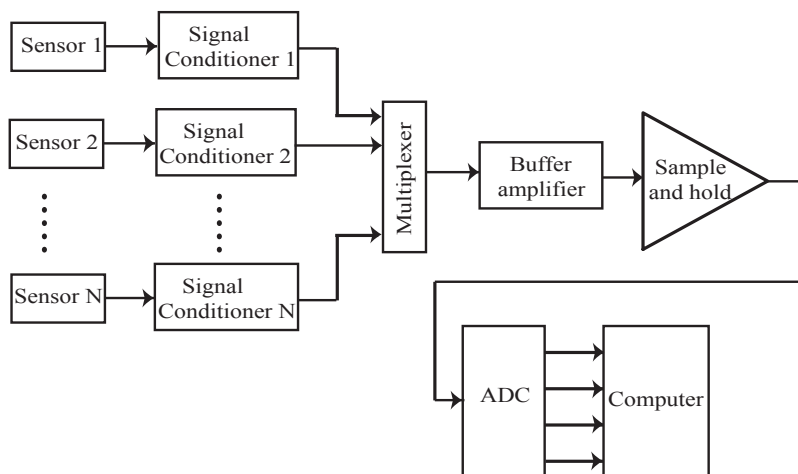 Sensor 1
Signal
Conditioner 1
Sensor 2
Signal
Conditioner 2
Sensor N
Signal
Conditioner N
Multiplexer
Buffer
amplifier
Sample
and hold
ADC
Computer